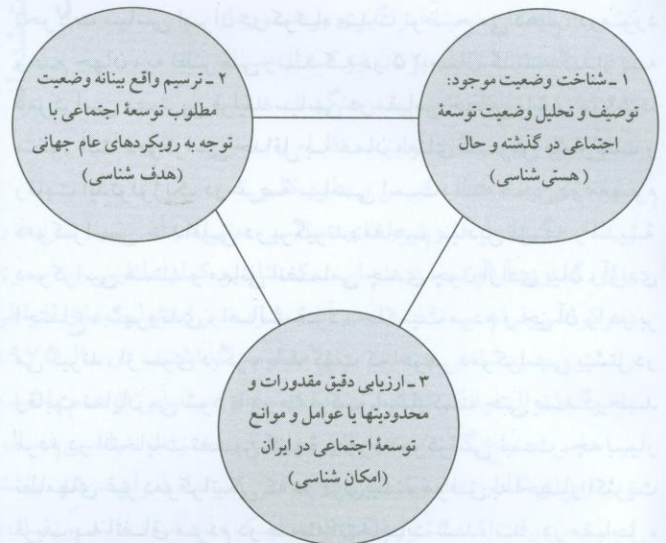 ۱ ـ شناخت وضعیت موجود:
توصیف و تحلیل وضعیت توسعهٔ
اجتماعی در گذشته و حال
(هستی شناسی)
۲ ـ ترسیم واقع بینانه وضعیت
مطلوب توسعهٔ اجتماعی با
توجه به رویکردهای عام جهانی
(هدف شناسی)
۳ ـ ارزیابی دقیق مقدورات و
محدودیتها یا عوامل و موانع
توسعهٔ اجتماعی در ایران
(امکان شناسی)